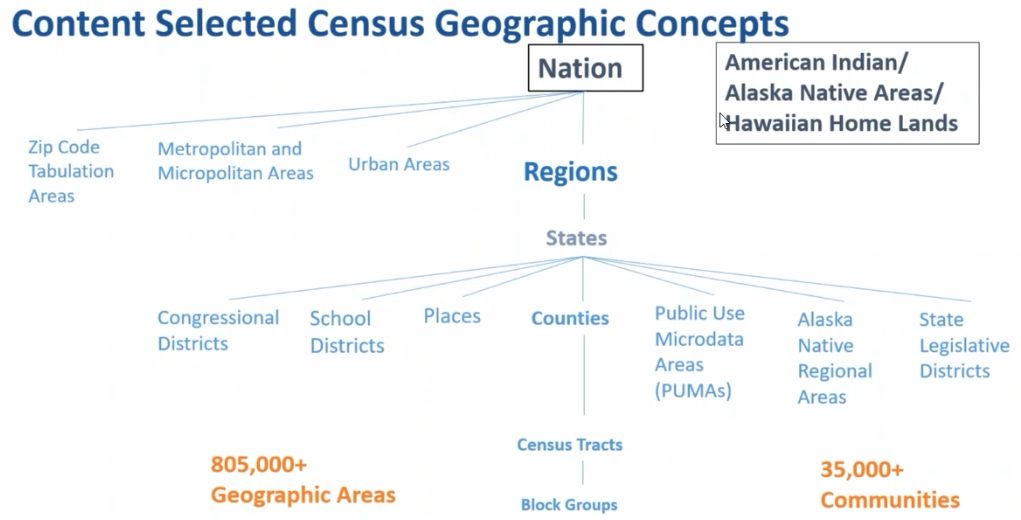 Content Selected Census Geographic Concepts
Nation
American Indian/
Alaska Native Areas/
Hawaiian Home Lands
Zip Code
Tabulation
Areas
Metropolitan and
Micropolitan Areas
Urban Areas
Regions
States
Congressional
Districts
School
Districts
Places
Counties
Public Use
Microdata
Areas
(PUMAs)
Alaska
Native
Regional
Areas
State
Legislative
Districts
Census Tracts
805,000+
Geographic Areas
35,000+
Communities
Block Groups